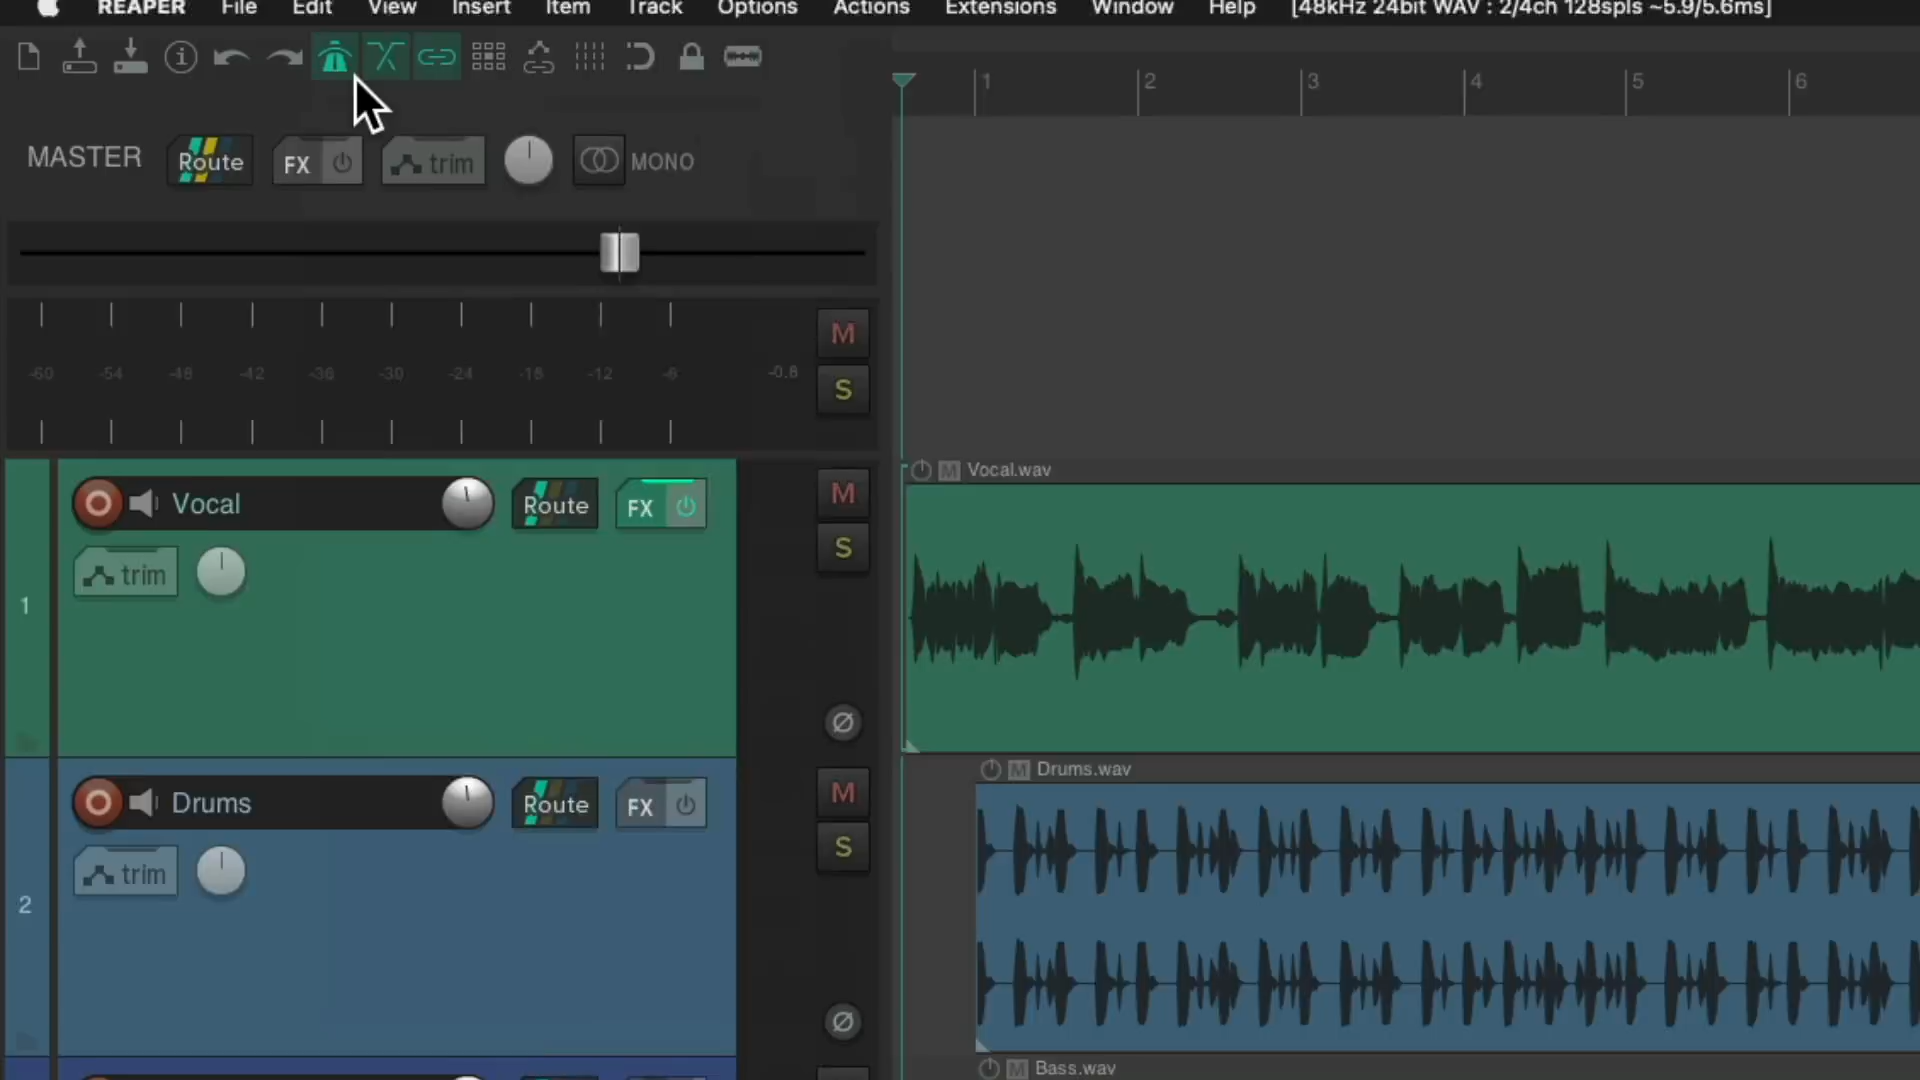 REAPER File Edit View Insert Item Track Options Actions Extensions Window Help [48kHz 24bit WAV : 2/4ch 128spls ~5.9/5.6ms]
1 2 3 4 5 6
MASTER Route FX trim MONO
M
-60 -54 -48 -42 -36 -30 -24 -18 -12 -6 -0.8
S
M Vocal.wav
Vocal Route FX M
trim S
1
M Drums.wav
Drums Route FX M
trim S
2
M Bass.wav